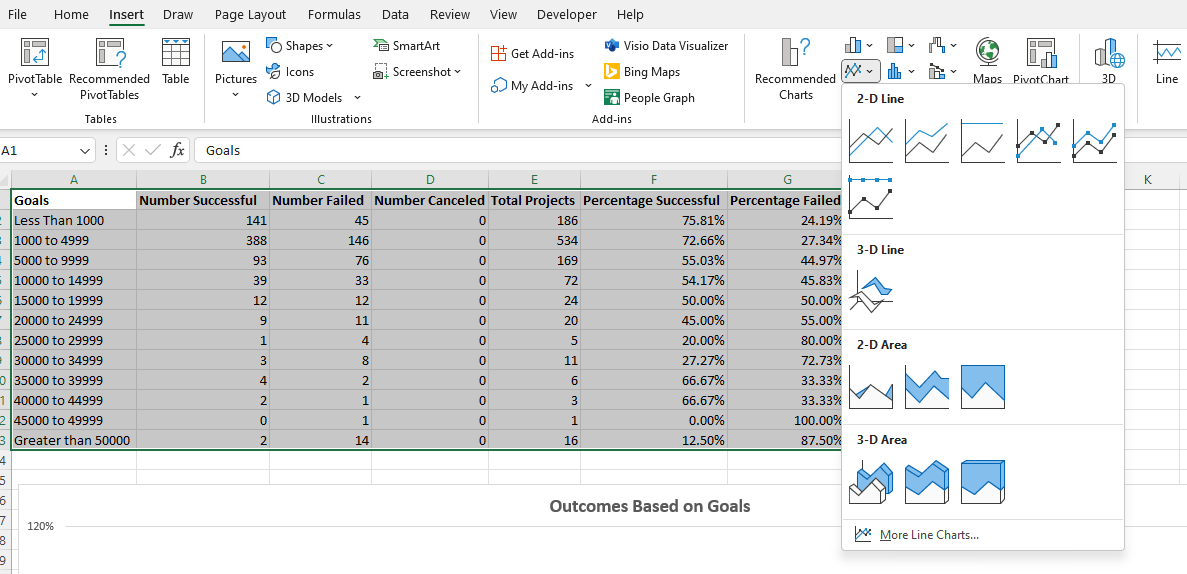 File Home Insert Draw Page Layout Formulas Data Review View Developer Help
PivotTable
Recommended
PivotTables
Table
Tables
Pictures
Shapes
Icons
3D Models
SmartArt
Screenshot
Illustrations
Get Add-ins
My Add-ins
Visio Data Visualizer
Bing Maps
People Graph
Add-ins
Recommended
Charts
Maps
PivotChart
3D
Line
A1 fx Goals
A B C D E F G K
Goals Number Successful Number Failed Number Canceled Total Projects Percentage Successful Percentage Failed
2 Less Than 1000 141 45 0 186 75.81% 24.19%
3 1000 to 4999 388 146 0 534 72.66% 27.34%
4 5000 to 9999 93 76 0 169 55.03% 44.97%
5 10000 to 14999 39 33 0 72 54.17% 45.83%
6 15000 to 19999 12 12 0 24 50.00% 50.00%
7 20000 to 24999 9 11 0 20 45.00% 55.00%
8 25000 to 29999 1 4 0 5 20.00% 80.00%
9 30000 to 34999 3 8 0 11 27.27% 72.73%
0 35000 to 39999 4 2 0 6 66.67% 33.33%
1 40000 to 44999 2 1 0 3 66.67% 33.33%
2 45000 to 49999 0 1 0 1 0.00% 100.00%
3 Greater than 50000 2 14 0 16 12.50% 87.50%
4
5
6
7
8
9
Outcomes Based on Goals
120%
2-D Line
3-D Line
2-D Area
3-D Area
More Line Charts...